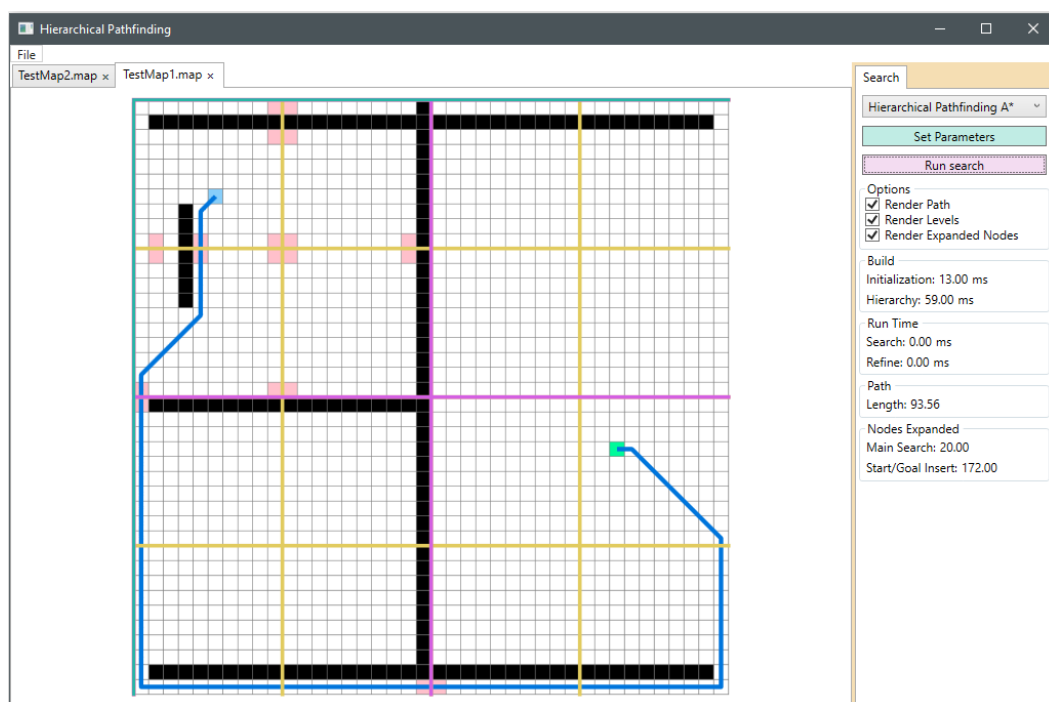 Hierarchical Pathfinding
File
TestMap2.map x
TestMap1.map x
Search
Hierarchical Pathfinding A*
Set Parameters
Run search
Options
Render Path
Render Levels
Render Expanded Nodes
Build
Initialization: 13.00 ms
Hierarchy: 59.00 ms
Run Time
Search: 0.00 ms
Refine: 0.00 ms
Path
Length: 93.56
Nodes Expanded
Main Search: 20.00
Start/Goal Insert: 172.00